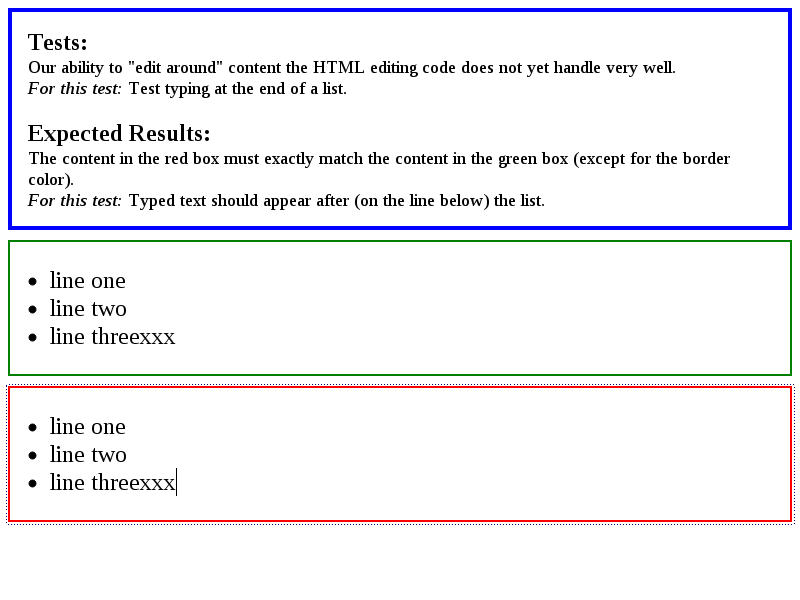 Tests:
Our ability to "edit around" content the HTML editing code does not yet handle very well.
For this test: Test typing at the end of a list.
Expected Results:
The content in the red box must exactly match the content in the green box (except for the border
color).
For this test: Typed text should appear after (on the line below) the list.
• line one
• line two
• line threexxx
• line one
• line two
• line threexxx